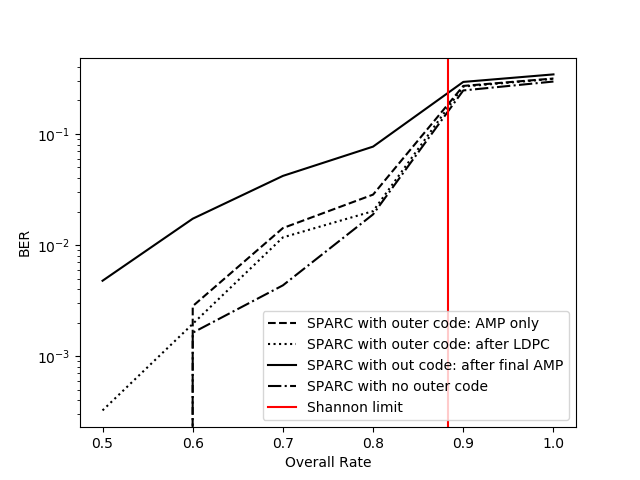 10⁻¹
10⁻²
10⁻³
BER
SPARC with outer code: AMP only
SPARC with outer code: after LDPC
SPARC with out code: after final AMP
SPARC with no outer code
Shannon limit
0.5 0.6 0.7 0.8 0.9 1.0
Overall Rate